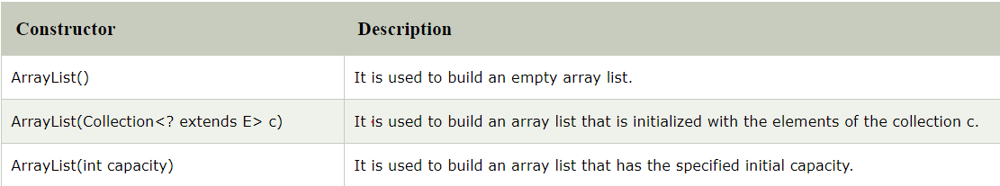 Constructor Description
ArrayList() It is used to build an empty array list.
ArrayList(Collection<? extends E> c) It is used to build an array list that is initialized with the elements of the collection c.
ArrayList(int capacity) It is used to build an array list that has the specified initial capacity.